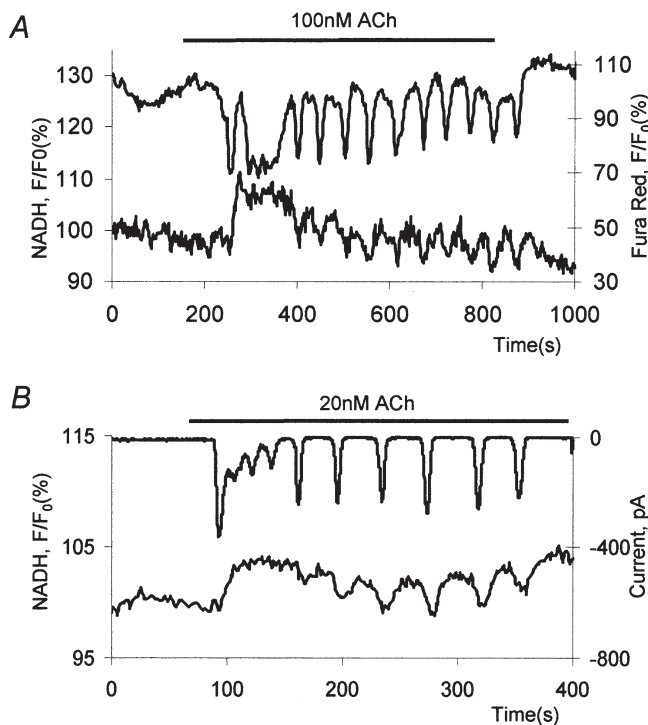 A
100nM ACh
NADH, F/F0(%)
130
120
110
100
90
Fura Red, F/F₀(%)
110
90
70
50
30
0 200 400 600 800 1000
Time(s)
B
20nM ACh
NADH, F/F₀(%)
115
105
95
Current, pA
0
-400
-800
0 100 200 300 400
Time(s)